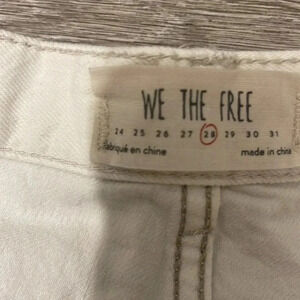 WE THE FREE
24 25 26 27 28 29 30 31
fabriqué en chine made in china